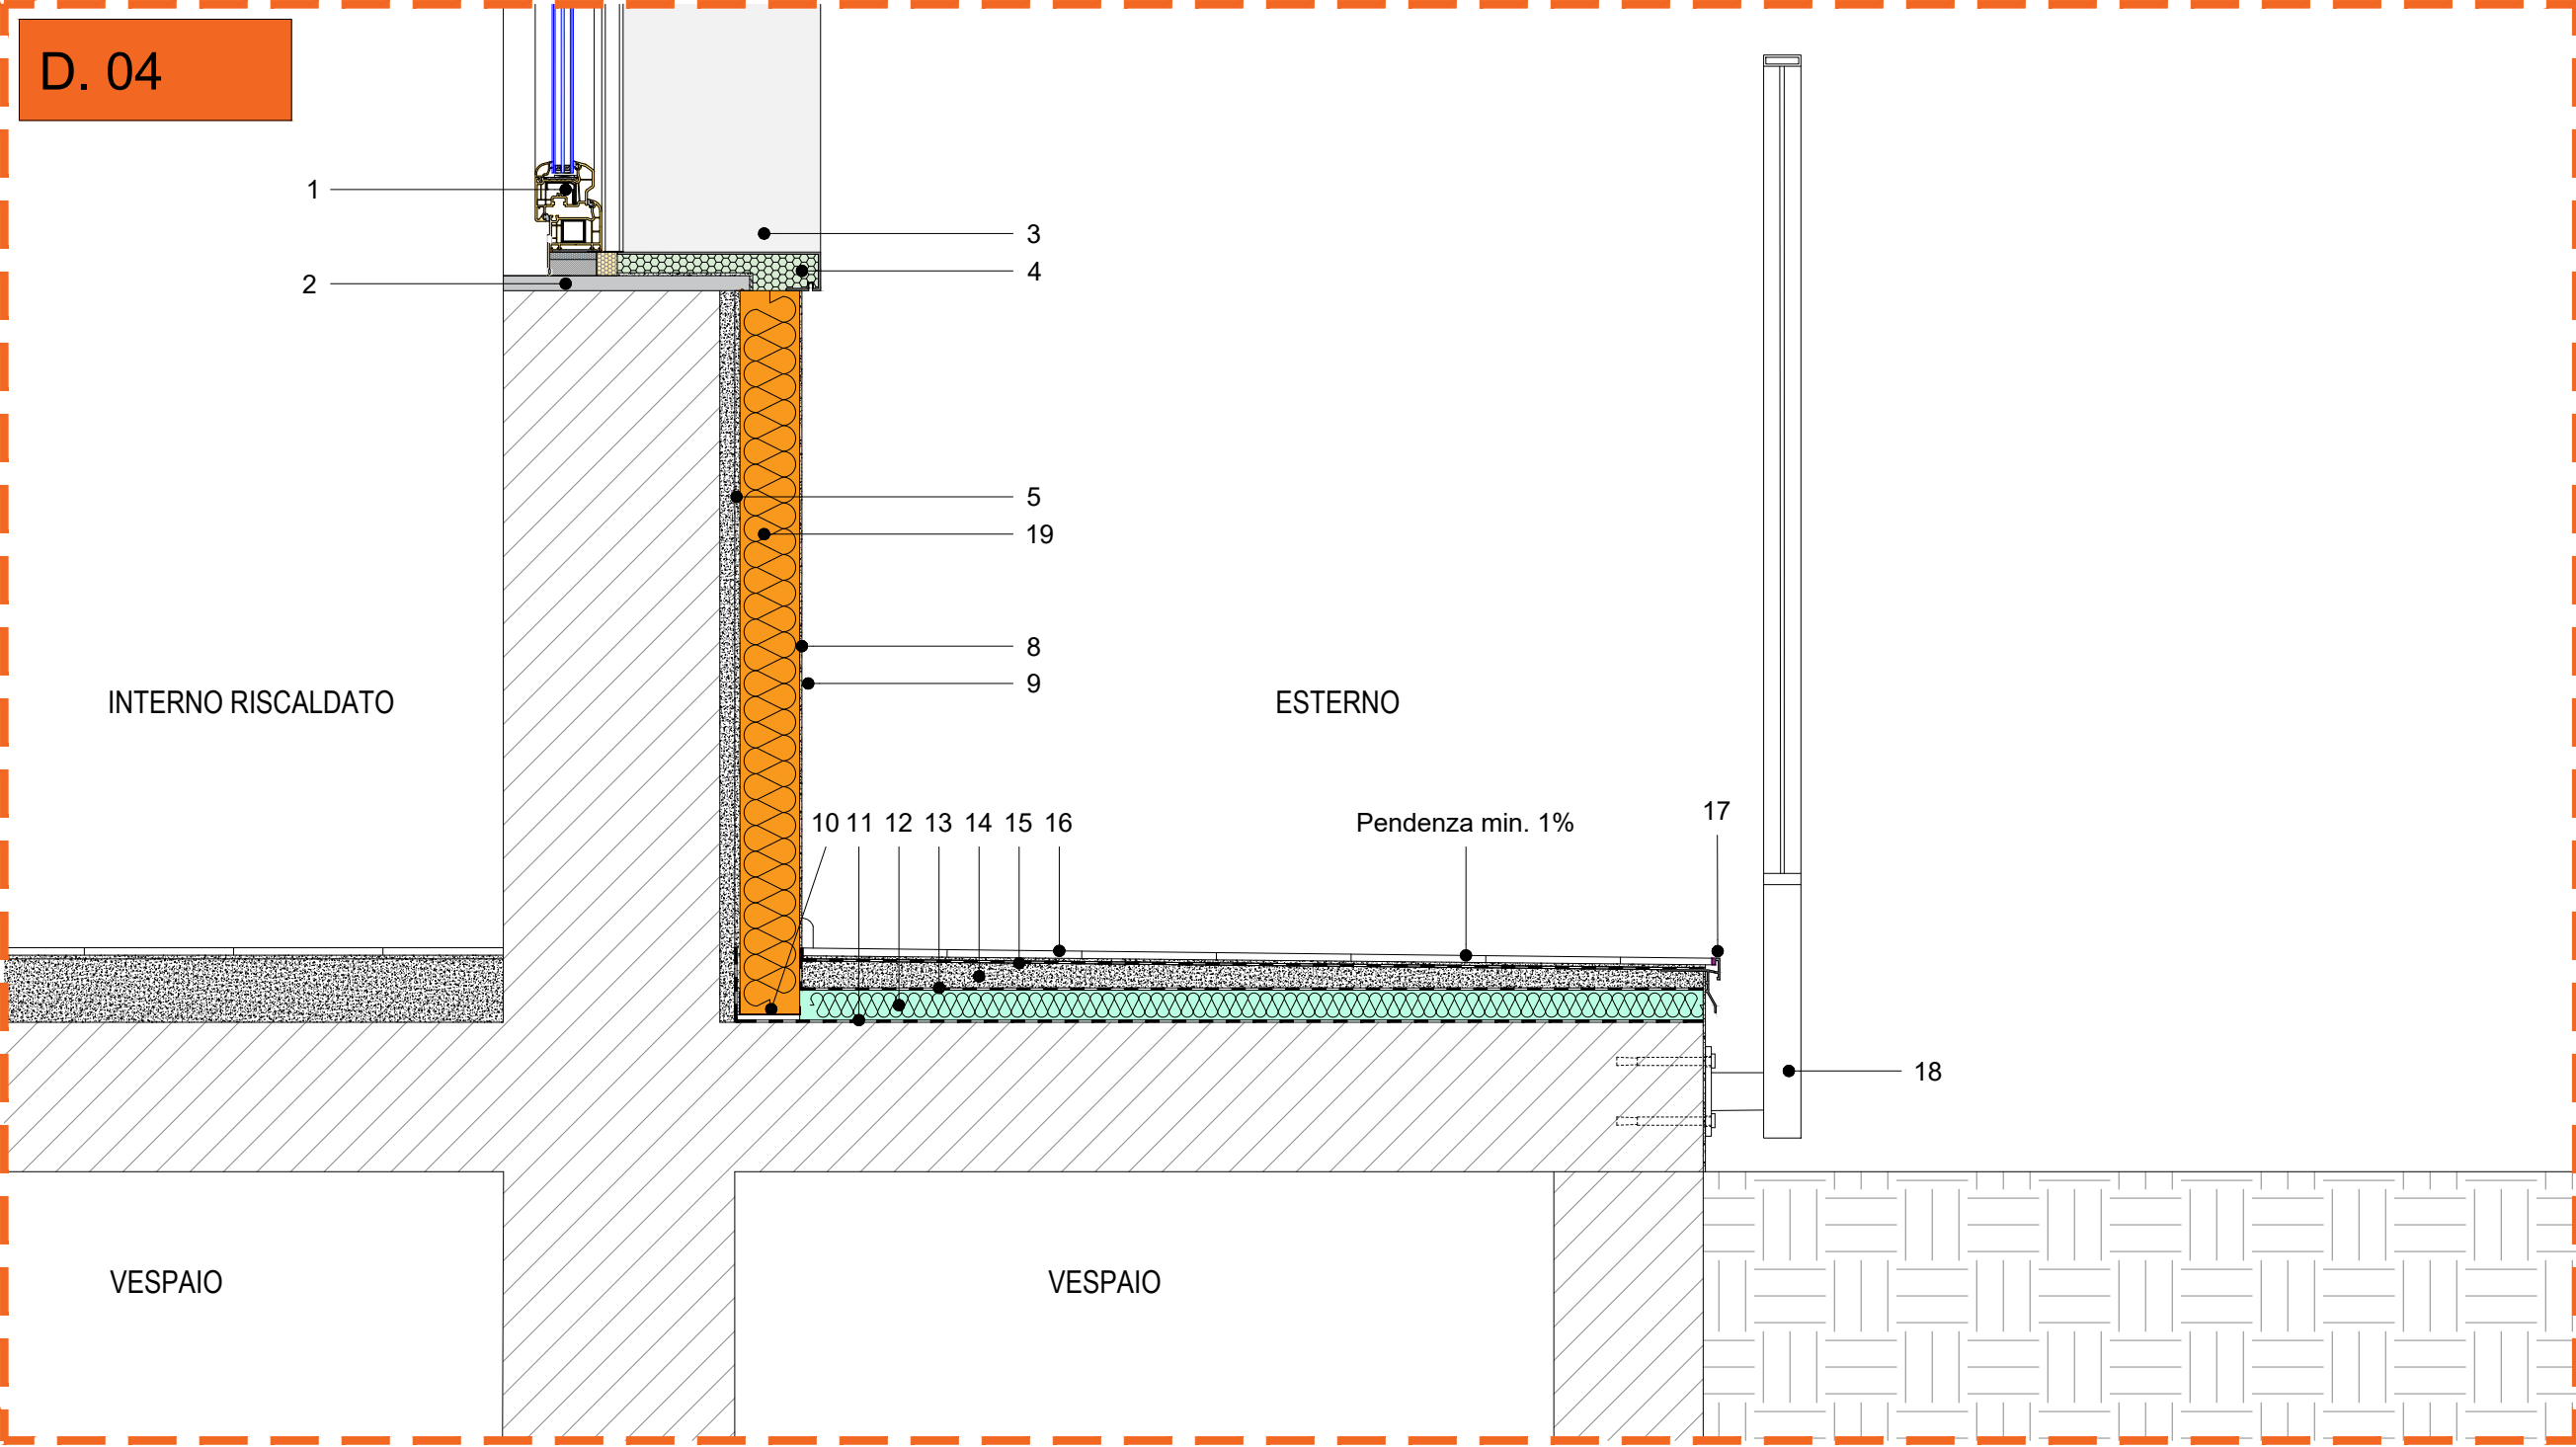 D. 04
1
3
4
2
5
19
8
9
INTERNO RISCALDATO
ESTERNO
10 11 12 13 14 15 16
Pendenza min. 1%
17
18
VESPAIO
VESPAIO